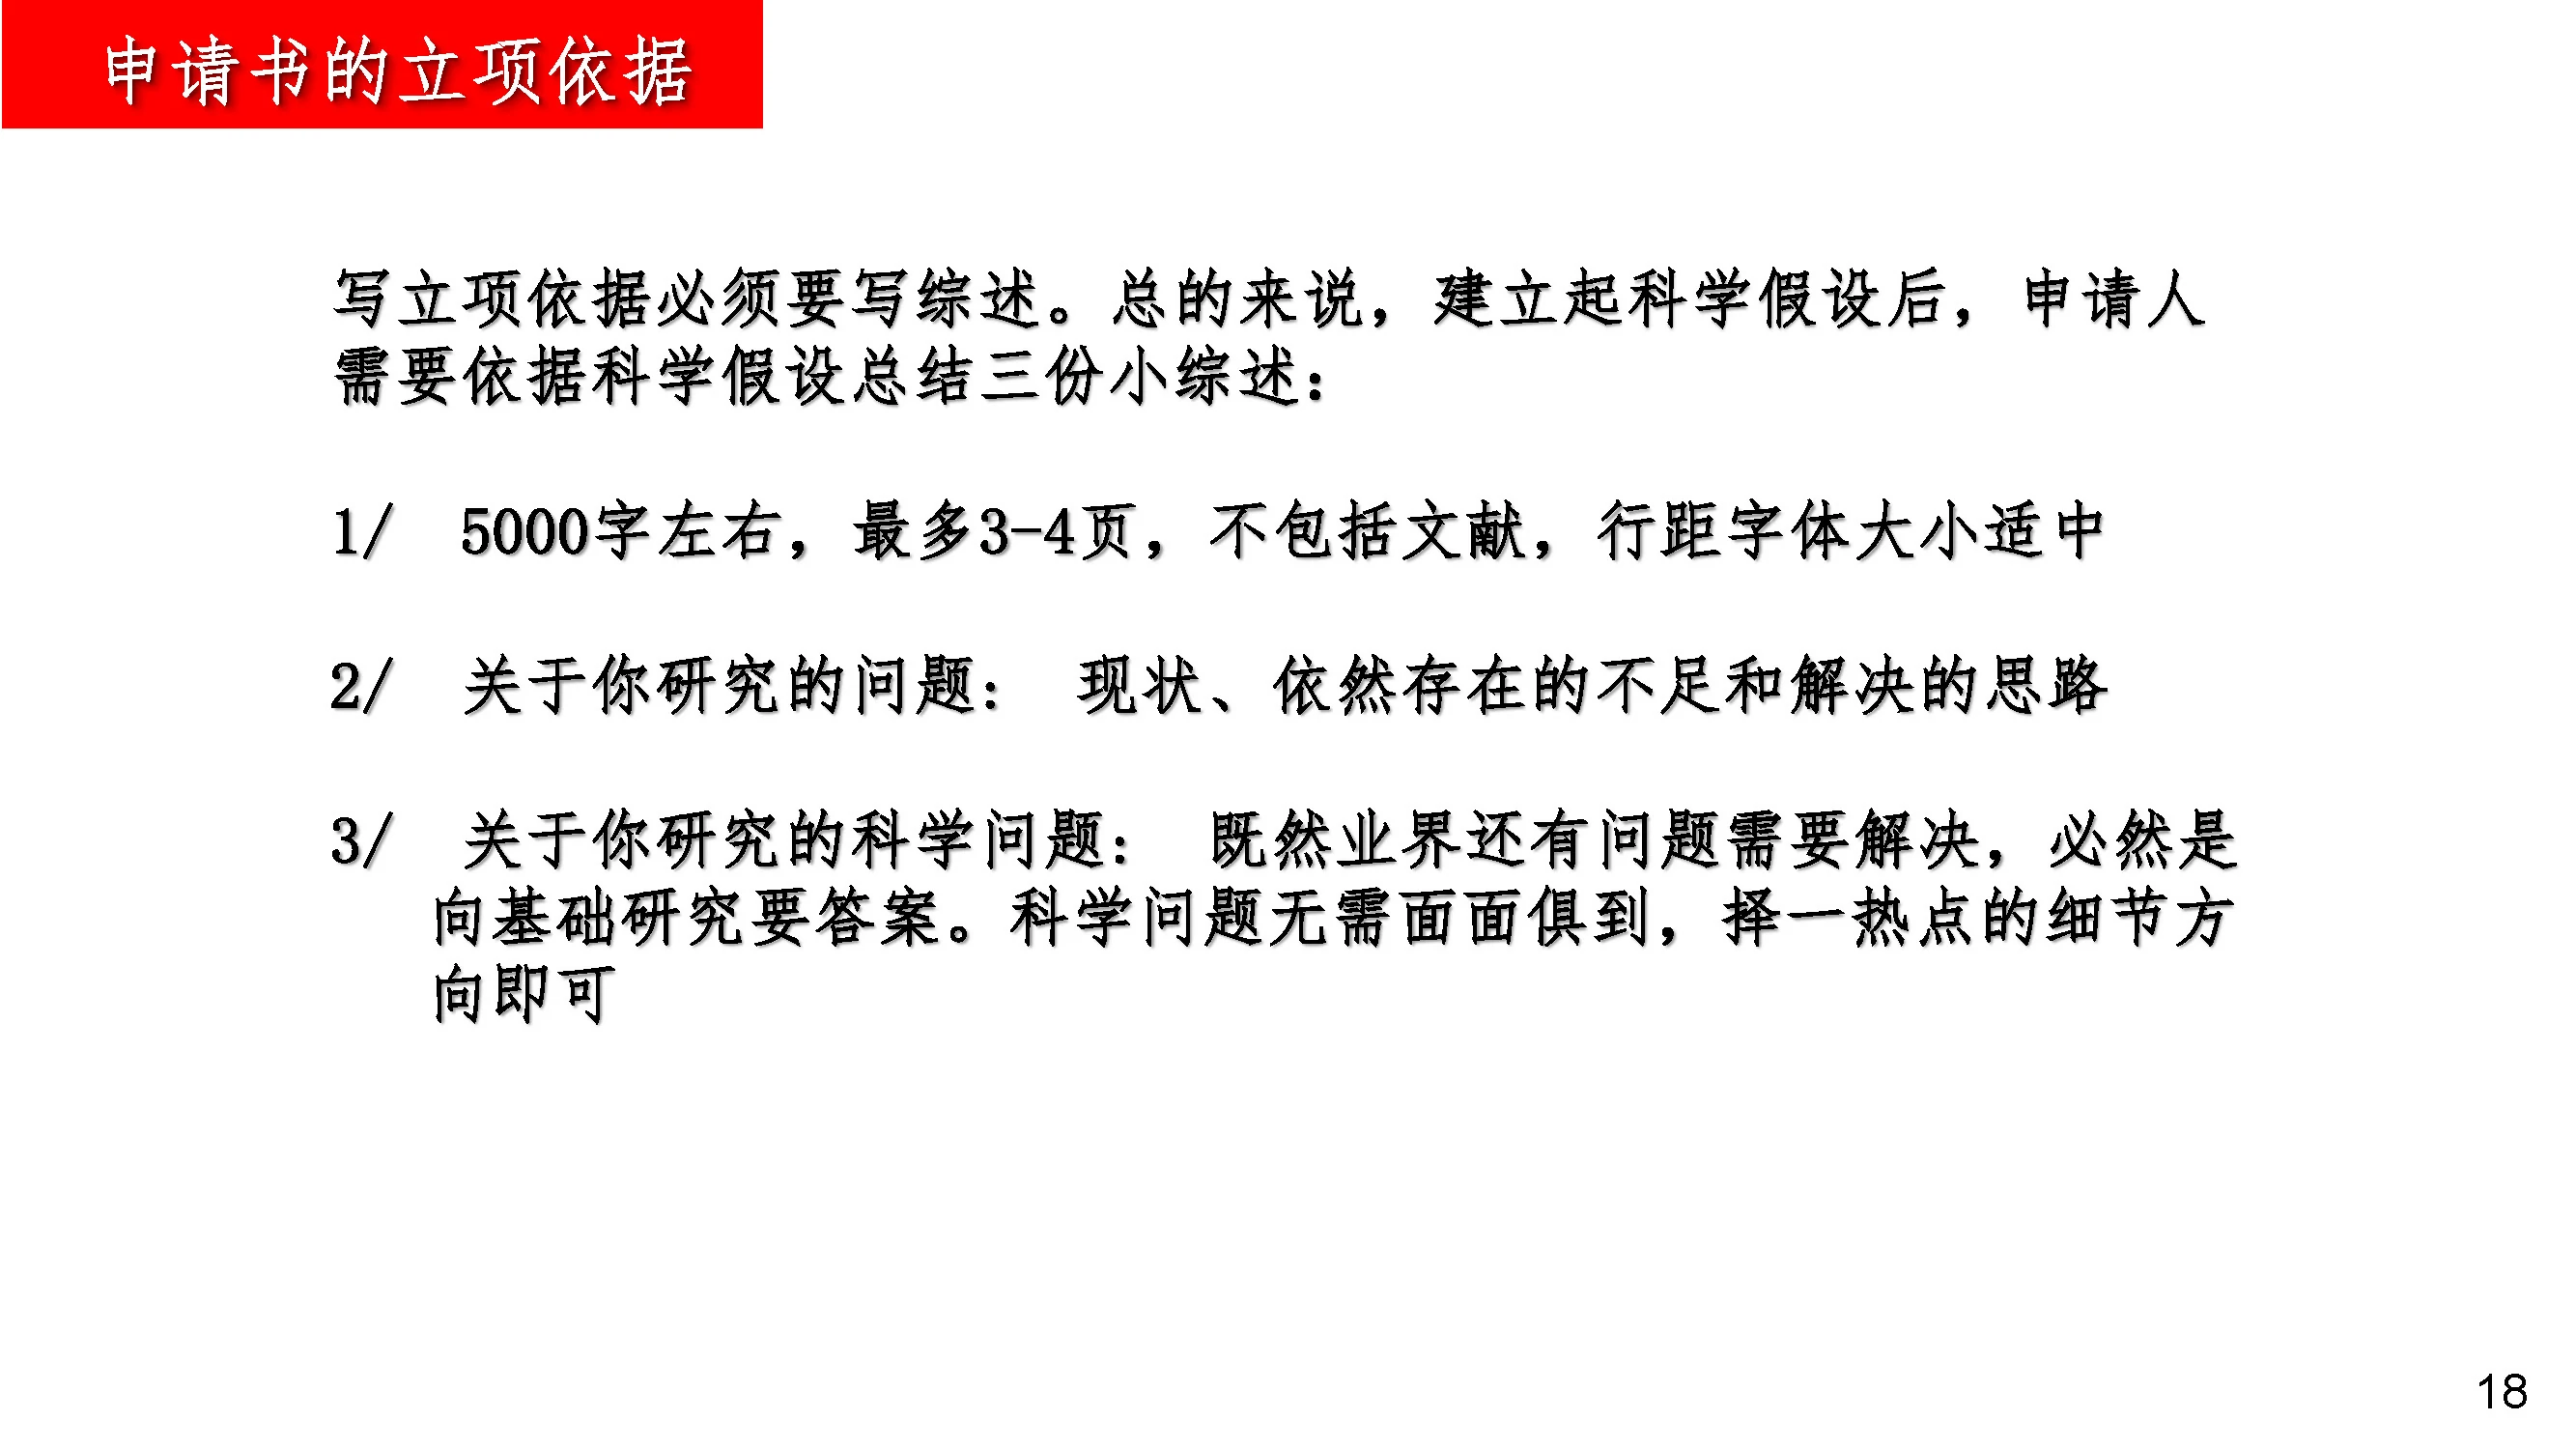 申请书的立项依据
写立项依据必须要写综述。总的来说，建立起科学假设后，申请人
需要依据科学假设总结三份小综述：
1/ 5000字左右，最多3-4页，不包括文献，行距字体大小适中
2/ 关于你研究的问题： 现状、依然存在的不足和解决的思路
3/ 关于你研究的科学问题： 既然业界还有问题需要解决，必然是
向基础研究要答案。科学问题无需面面俱到，择一热点的细节方
向即可
18